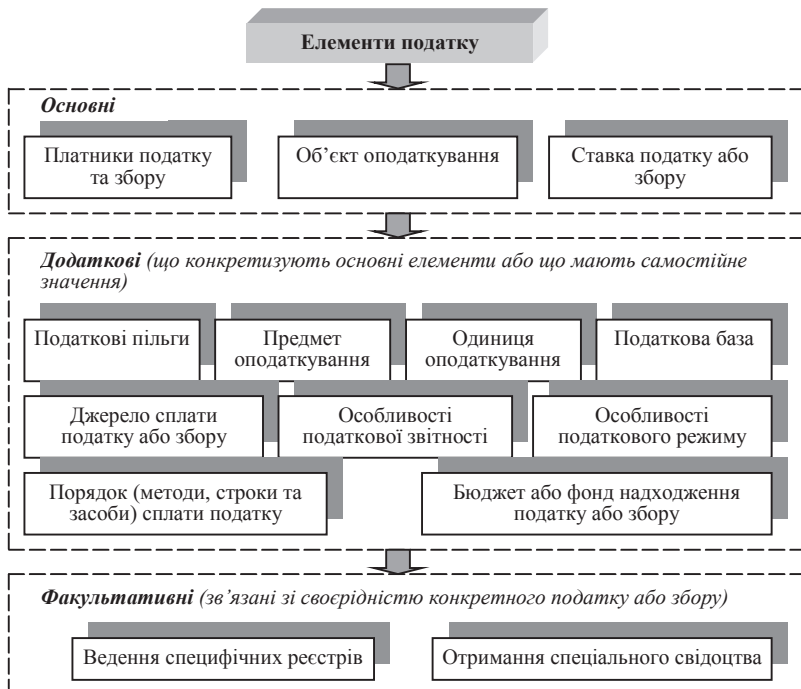 Елементи податку
Основні
Платники податку
та збору
Об’єкт оподаткування
Ставка податку або
збору
Додаткові (що конкретизують основні елементи або що мають самостійне
значення)
Податкові пільги
Предмет
оподаткування
Одиниця
оподаткування
Податкова база
Джерело сплати
податку або збору
Особливості
податкової звітності
Особливості
податкового режиму
Порядок (методи, строки та
засоби) сплати податку
Бюджет або фонд надходження
податку або збору
Факультативні (зв’язані зі своєрідністю конкретного податку або збору)
Ведення специфічних реєстрів
Отримання спеціального свідоцтва